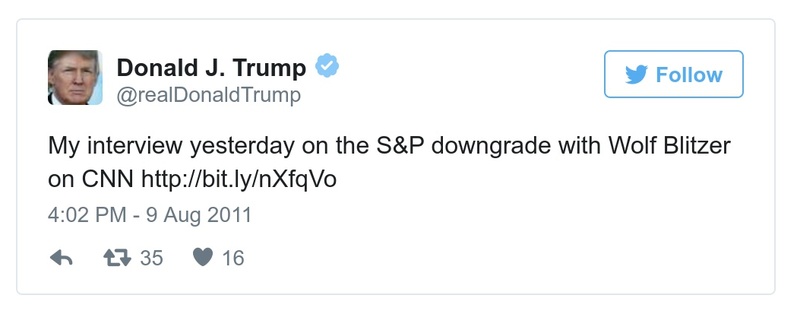 Donald J. Trump
@realDonaldTrump
Follow
My interview yesterday on the S&P downgrade with Wolf Blitzer
on CNN http://bit.ly/nXfqVo
4:02 PM - 9 Aug 2011
35 16